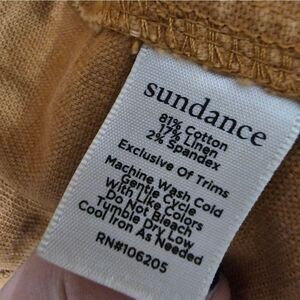 sundance
81% Cotton
17% Linen
2% Spandex
Exclusive Of Trims
Machine Wash Cold
Gentle Cycle
With Like Colors
Do Not Bleach
Tumble Dry Low
Cool Iron As Needed
RN#106205